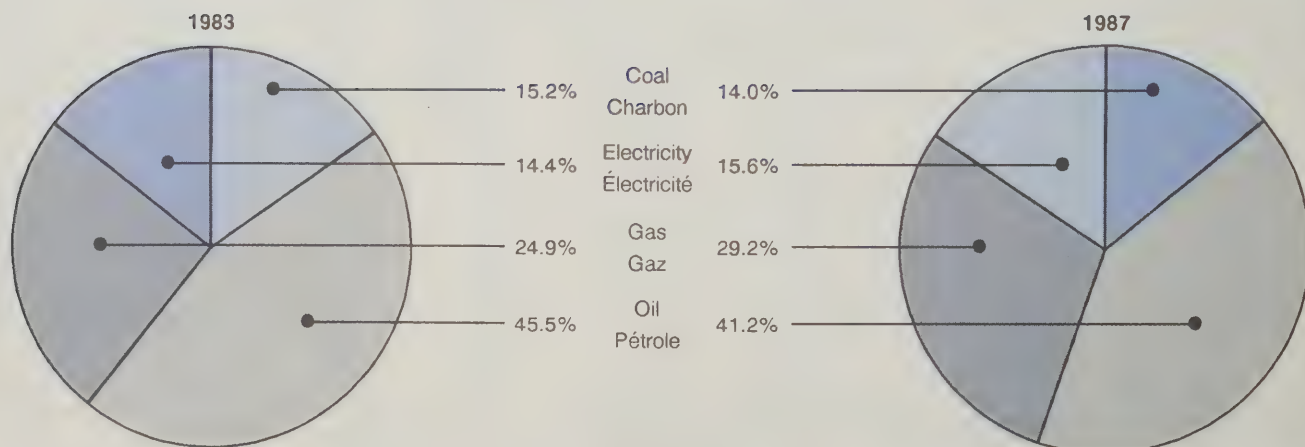 1983
1987
15.2% Coal Charbon 14.0%
14.4% Electricity Électricité 15.6%
24.9% Gas Gaz 29.2%
45.5% Oil Pétrole 41.2%